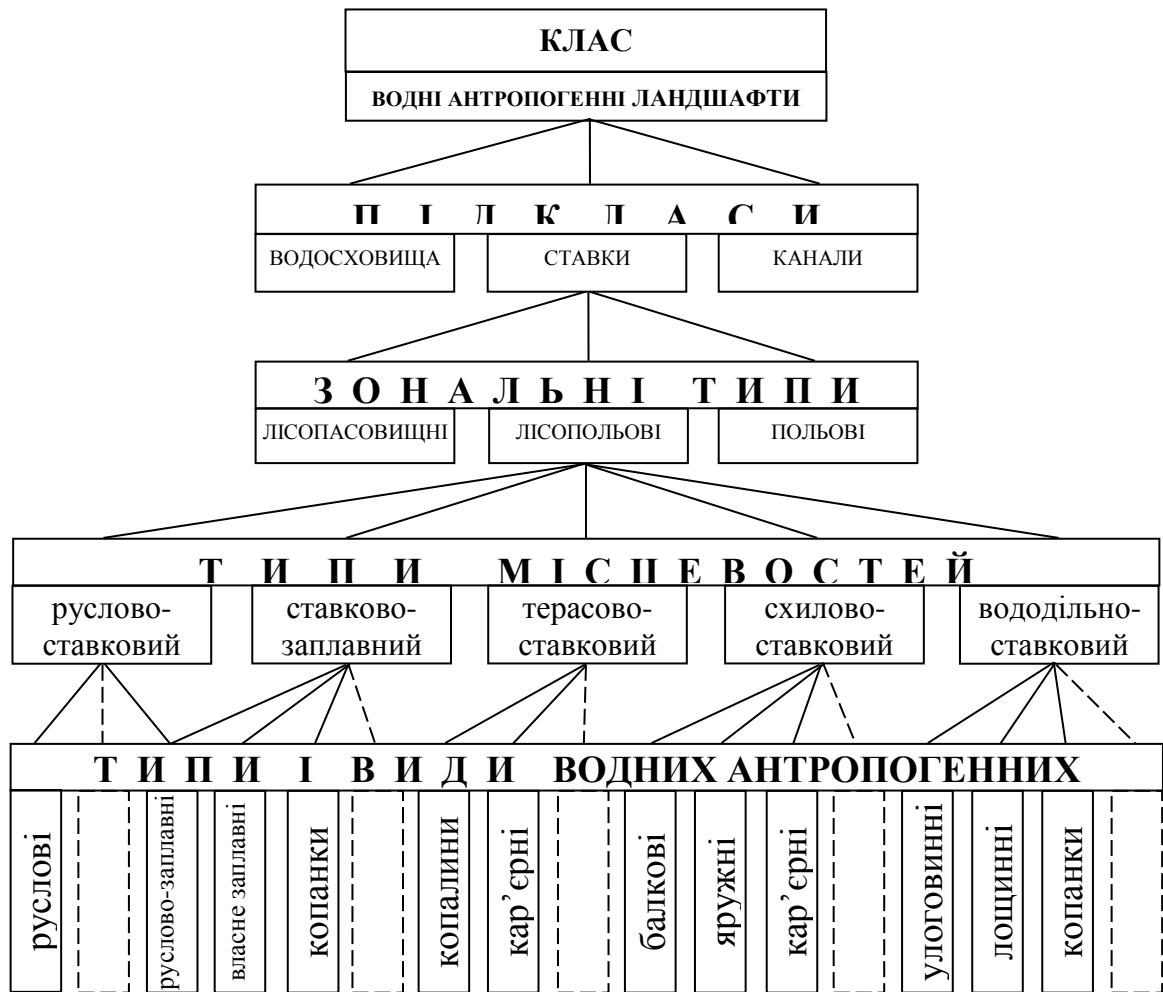 КЛАС
ВОДНІ АНТРОПОГЕННІ ЛАНДШАФТИ
П І Д К Л А С И
ВОДОСХОВИЩА СТАВКИ КАНАЛИ
З О Н А Л Ь Н І Т И П И
ЛІСОПАСОВИЩНІ ЛІСОПОЛЬОВІ ПОЛЬОВІ
Т И П И М І С Ц Е В О С Т Е Й
руслово-
ставковий
ставково-
заплавний
терасово-
ставковий
схилово-
ставковий
вододільно-
ставковий
Т И П И І В И Д И ВОДНИХ АНТРОПОГЕННИХ
руслові
руслово-заплавні
власне заплавні
копанки
копалини
кар’єрні
балкові
яружні
кар’єрні
улоговинні
лощинні
копанки